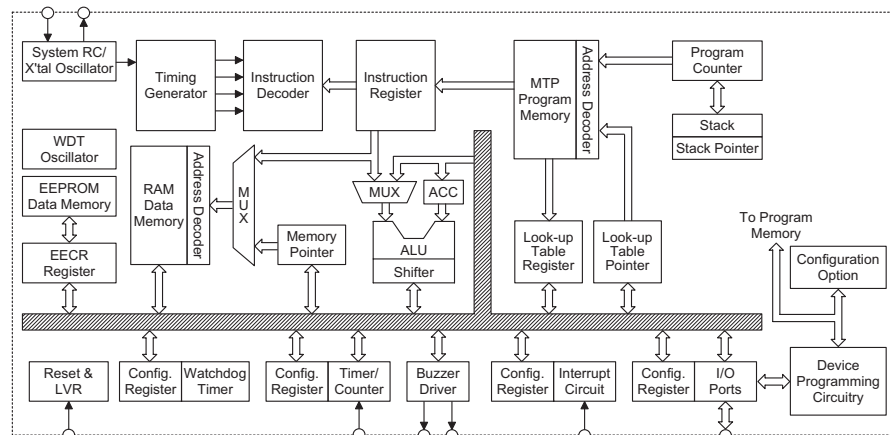 System RC/
X'tal Oscillator
Timing
Generator
Instruction
Decoder
Instruction
Register
MTP
Program
Memory
Address Decoder
Program
Counter
Stack
Stack Pointer
WDT
Oscillator
EEPROM
Data Memory
EECR
Register
RAM
Data
Memory
Address Decoder
MUX
Memory
Pointer
MUX
ACC
ALU
Shifter
Look-up
Table
Register
Look-up
Table
Pointer
To Program
Memory
Configuration
Option
Reset &
LVR
Config.
Register
Watchdog
Timer
Config.
Register
Timer/
Counter
Buzzer
Driver
Config.
Register
Interrupt
Circuit
Config.
Register
I/O
Ports
Device
Programming
Circuitry